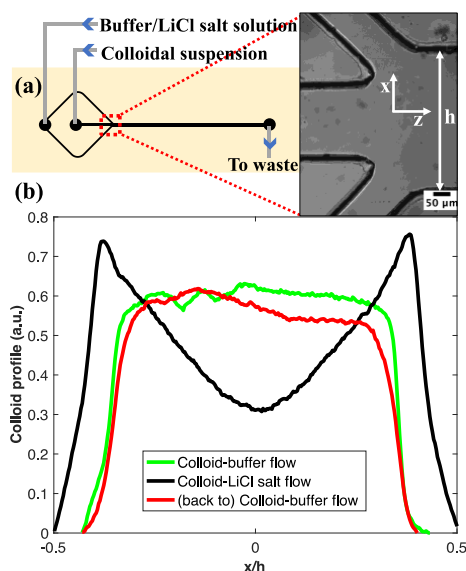 Buffer/LiCl salt solution
Colloidal suspension
(a)
To waste
x
z
h
50 μm
(b)
Colloid profile (a.u.)
0.8
0.7
0.6
0.5
0.4
0.3
0.2
0.1
0
Colloid-buffer flow
Colloid-LiCl salt flow
(back to) Colloid-buffer flow
-0.5
0
0.5
x/h